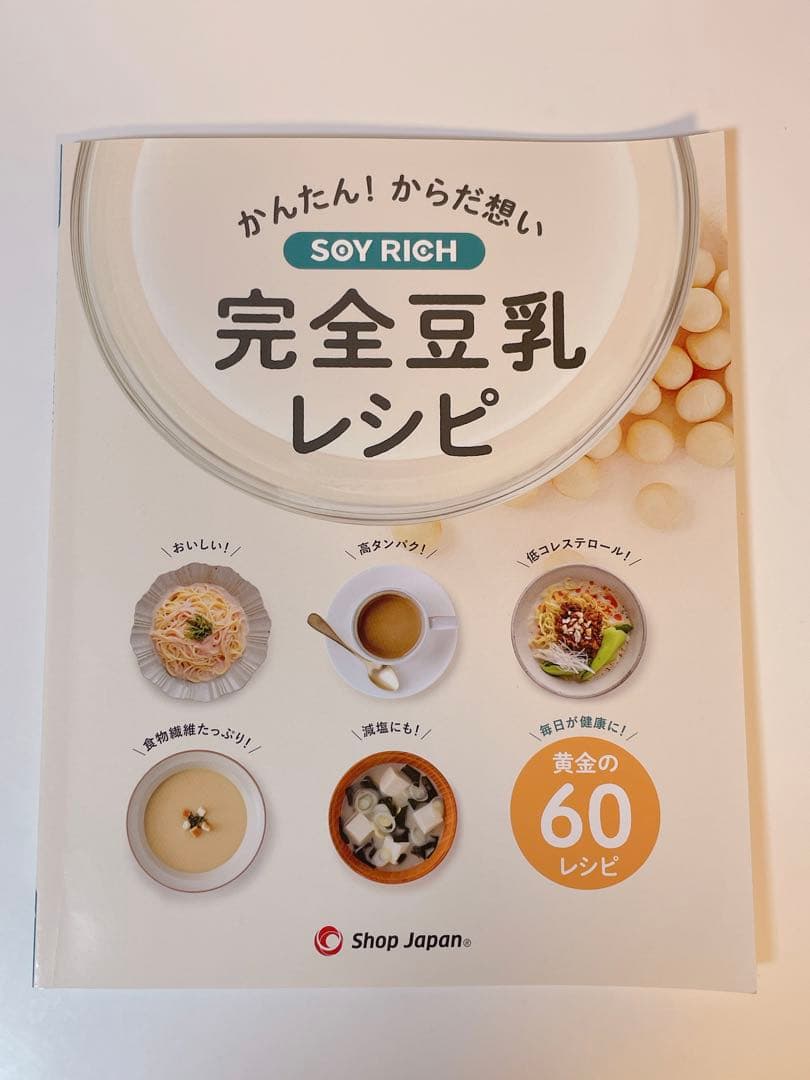 かんたん！からだ想い
SOY RICH
完全豆乳
レシピ
おいしい！
高タンパク！
低コレステロール！
食物繊維たっぷり！
減塩にも！
毎日が健康に！
黄金の
60
レシピ
Shop Japan®